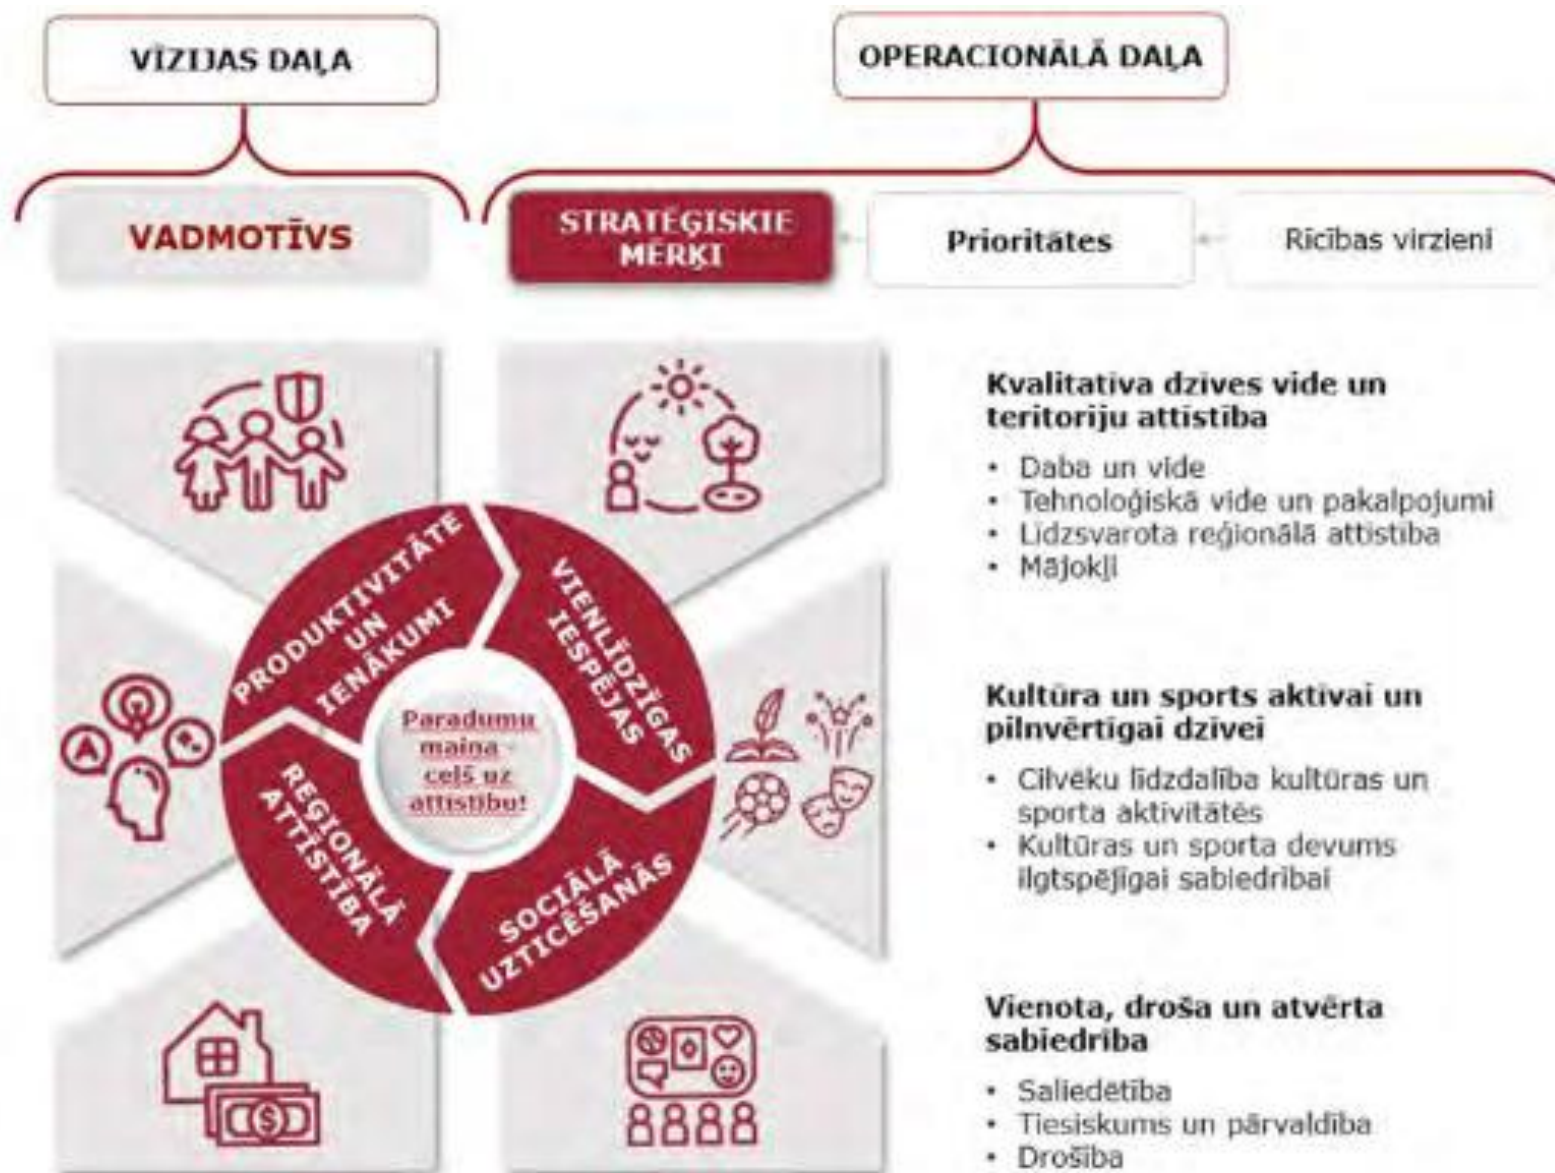 VĪZIJAS DAĻA
OPERACIONĀLĀ DAĻA
VADMOTĪVS
STRATĒĢISKIE
MĒRĶI
Prioritātes
Rīcības virzieni
PRODUKTIVITĀTE
UN
IENĀKUMI
VIENLĪDZĪGAS
IESPĒJAS
REĢIONĀLĀ
ATTĪSTĪBA
SOCIĀLĀ
UZTICĒŠANĀS
Paradumu
maiņa -
ceļš uz
attīstību!
Kvalitatīva dzīves vide un
teritoriju attīstība
• Daba un vide
• Tehnoloģiskā vide un pakalpojumi
• Līdzsvarota reģionālā attīstība
• Mājokļi
Kultūra un sports aktīvai un
pilnvērtīgai dzīvei
• Cilvēku līdzdalība kultūras un
sporta aktivitātēs
• Kultūras un sporta devums
ilgtspējīgai sabiedrībai
Vienota, droša un atvērta
sabiedrība
• Saliedētība
• Tiesiskums un pārvaldība
• Drošība